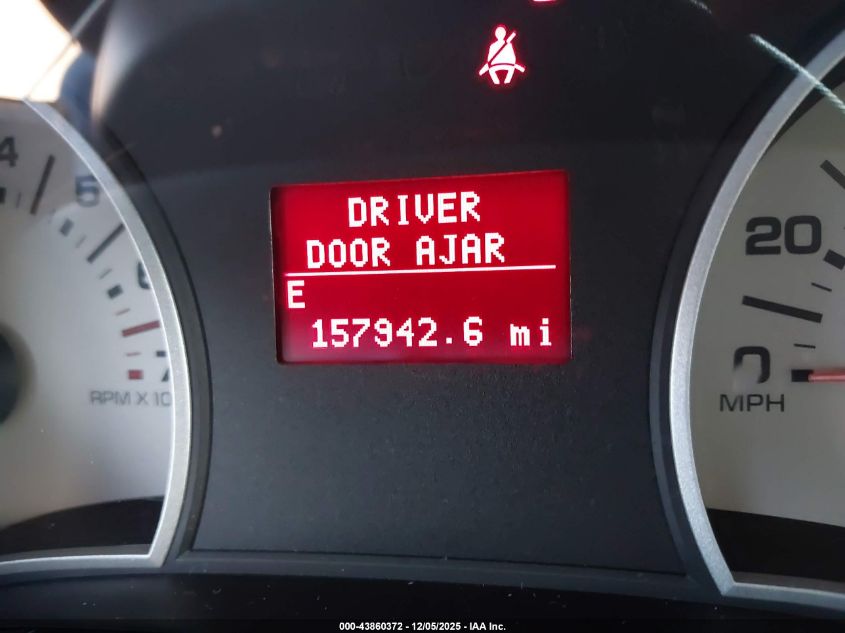 4
5
6
7
RPM X 10
DRIVER
DOOR AJAR
E
157942.6 mi
20
0
MPH
000-43860372 - 12/05/2025 - IAA Inc.